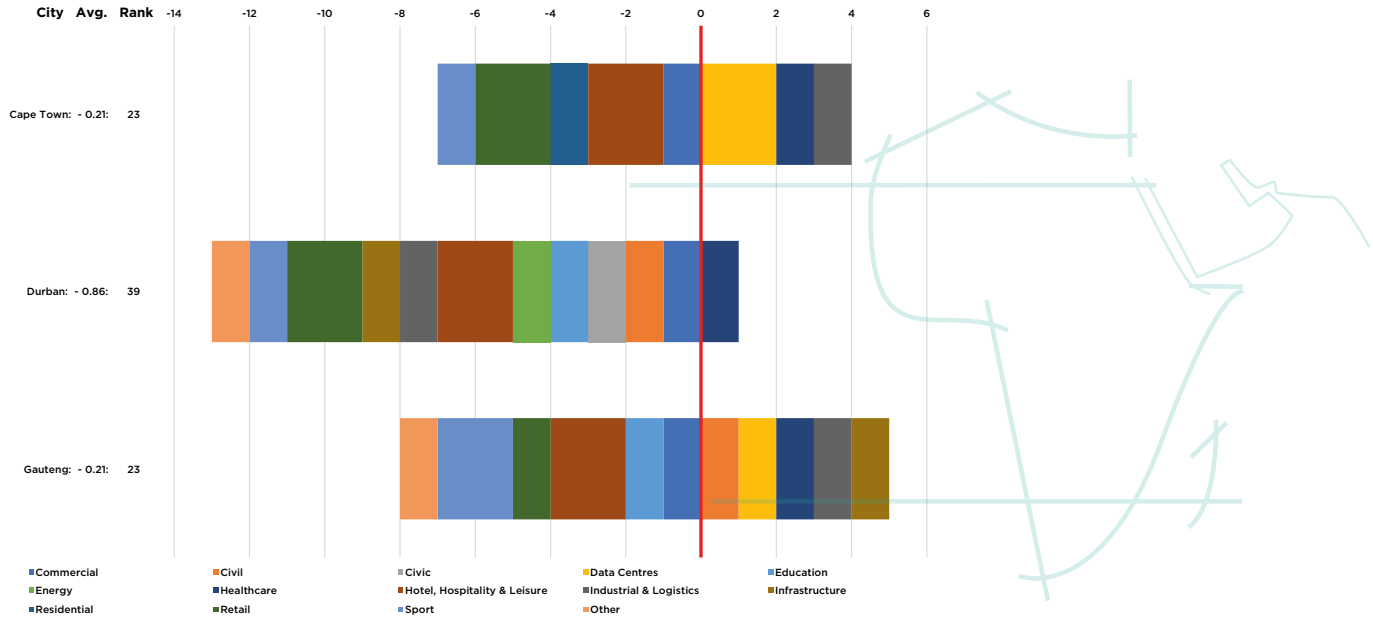 City Avg. Rank -14 -12 -10 -8 -6 -4 -2 0 2 4 6
Cape Town: - 0.21: 23
Durban: - 0.86: 39
Gauteng: - 0.21: 23
Commercial Civil Civic Data Centres Education
Energy Healthcare Hotel, Hospitality & Leisure Industrial & Logistics Infrastructure
Residential Retail Sport Other